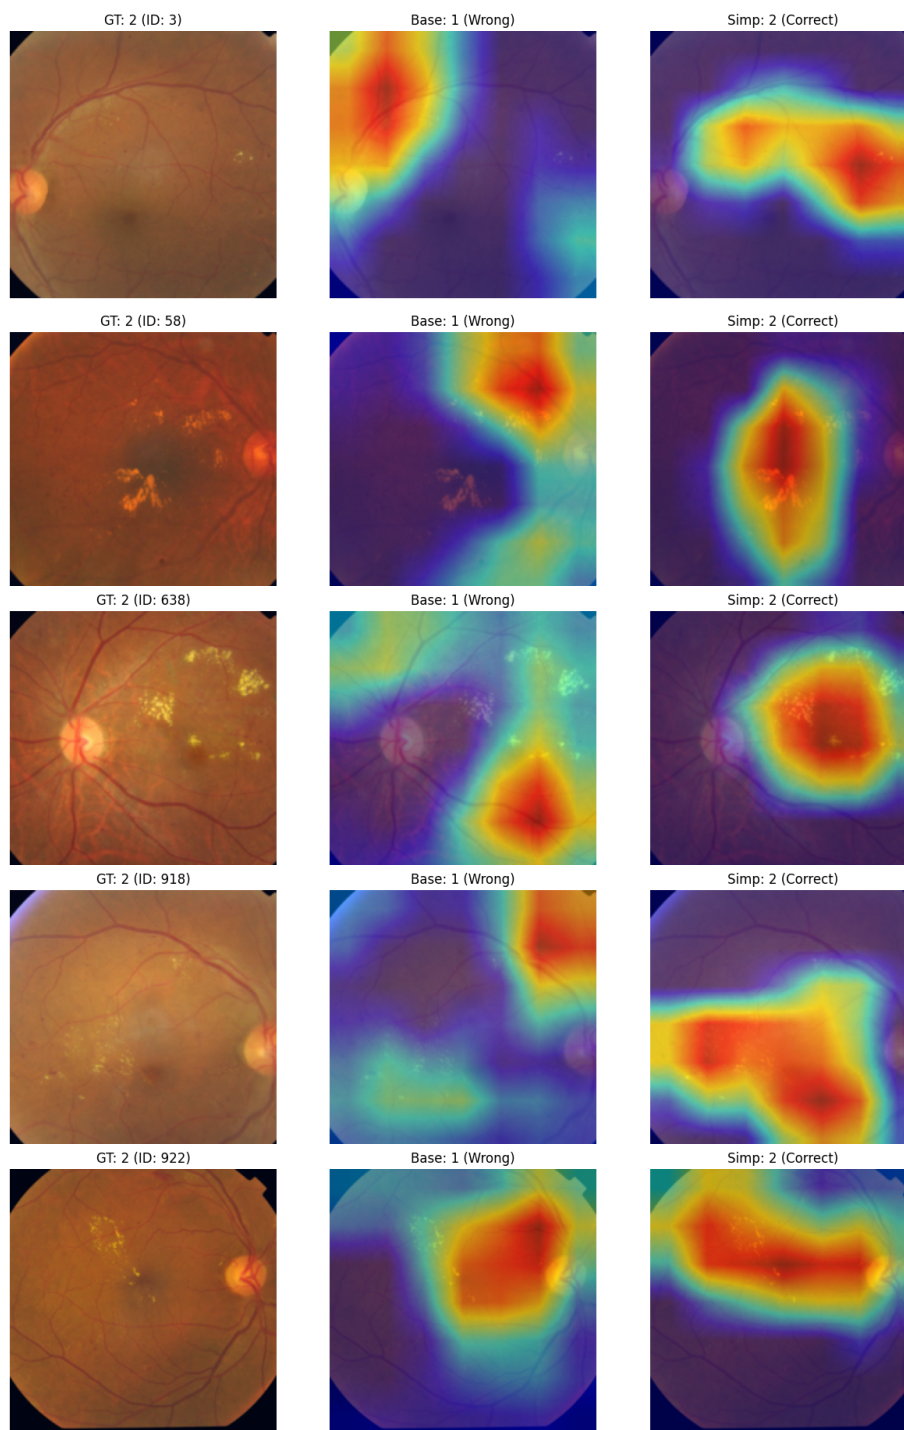 GT: 2 (ID: 3)
Base: 1 (Wrong)
Simp: 2 (Correct)
GT: 2 (ID: 58)
Base: 1 (Wrong)
Simp: 2 (Correct)
GT: 2 (ID: 638)
Base: 1 (Wrong)
Simp: 2 (Correct)
GT: 2 (ID: 918)
Base: 1 (Wrong)
Simp: 2 (Correct)
GT: 2 (ID: 922)
Base: 1 (Wrong)
Simp: 2 (Correct)